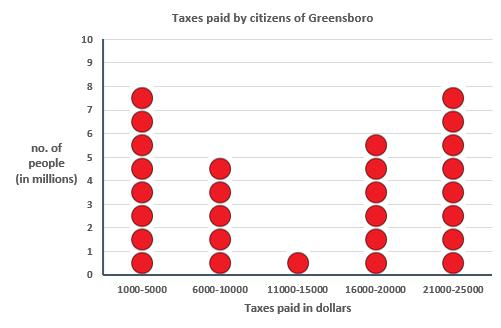 Taxes paid by citizens of Greensboro
10
9
8
7
6
5
4
3
2
1
0
no. of
people
(in millions)
1000-5000 6000-10000 11000-15000 16000-20000 21000-25000
Taxes paid in dollars